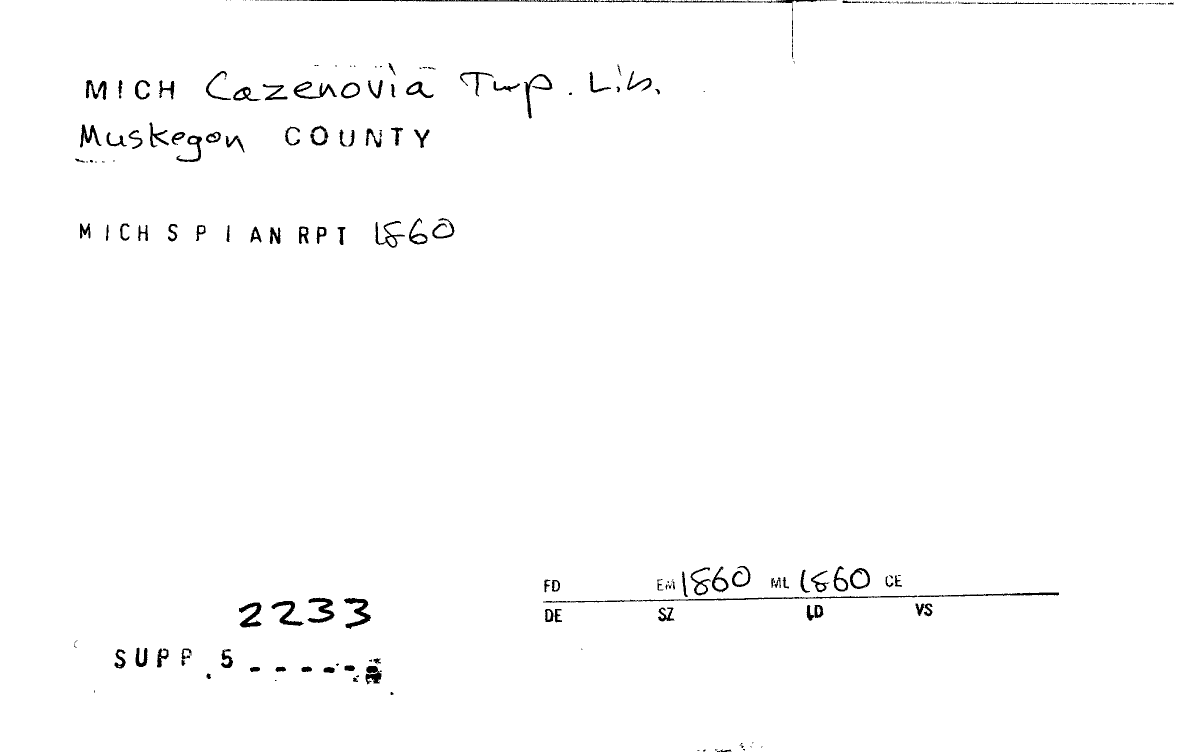 MICH Cazenovia Twp. Lib.
Muskegon COUNTY
MICH S P I AN RPT 1860
FD EM 1860 ML 1860 CE
DE SZ LD VS
2233
SUPP. 5 - - - - -